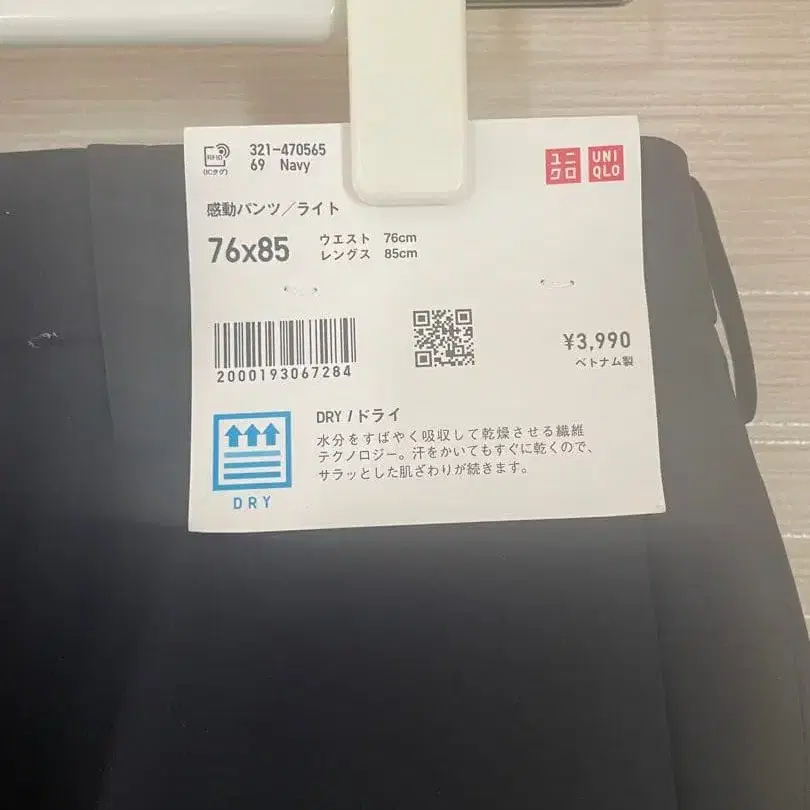 RFID
(ICタグ)
321-470565
69 Navy
ユニ
クロ
UNI
QLO
感動パンツ/ライト
76x85
ウエスト 76cm
レングス 85cm
2000193067284
¥3,990
ベトナム製
DRY
DRY / ドライ
水分をすばやく吸収して乾燥させる繊維
テクノロジー。汗をかいてもすぐに乾くので、
サラッとした肌ざわりが続きます。